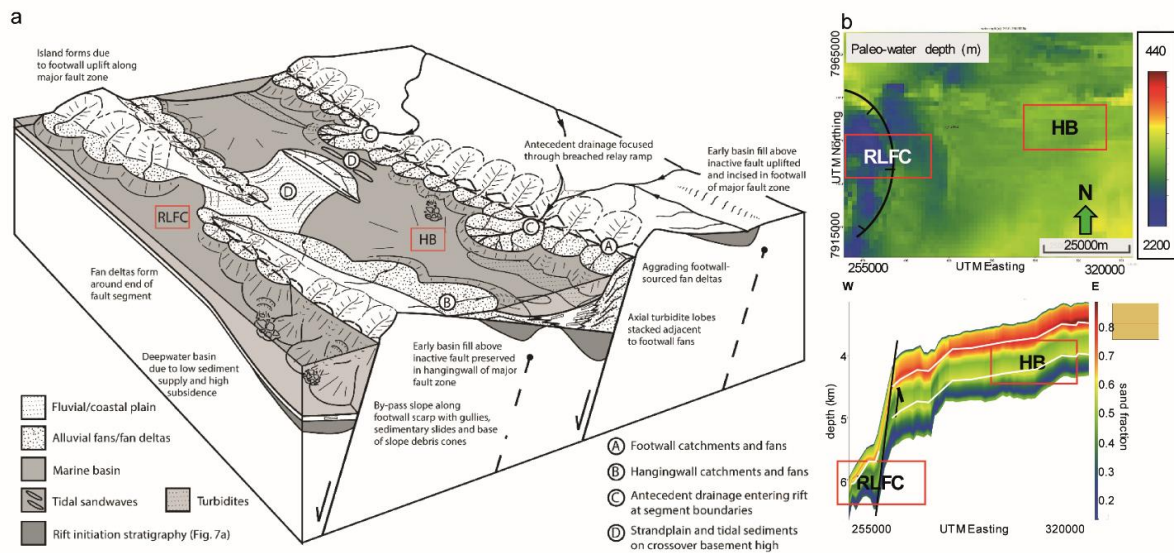 a
Island forms due
to footwall uplift along
major fault zone
Antecedent drainage focused
through breached relay ramp
Early basin fill above
inactive fault uplifted
and incised in footwall
of major fault zone
C
D
D
RLFC
HB
C
A
B
Fan deltas form
around end of
fault segment
Aggrading footwall-
sourced fan deltas
Axial turbidite lobes
stacked adjacent
to footwall fans
Deepwater basin
due to low sediment
supply and high
subsidence
Early basin fill above
inactive fault preserved
in hangingwall of major
fault zone
By-pass slope along
footwall scarp with gullies,
sedimentary slides and base
of slope debris cones
Fluvial/coastal plain
Alluvial fans/fan deltas
Marine basin
Tidal sandwaves
Turbidites
Rift initiation stratigraphy (Fig. 7a)
A Footwall catchments and fans
B Hangingwall catchments and fans
C Antecedent drainage entering rift
at segment boundaries
D Strandplain and tidal sediments
on crossover basement high
b
Paleo-water depth (m)
440
2200
7965000
UTM Northing
7915000
RLFC
HB
N
25000m
255000
UTM Easting
320000
W
E
4
5
6
depth (km)
HB
RLFC
0.8
0.7
0.6
0.5
0.4
0.3
0.2
sand fraction
255000
UTM Easting
320000